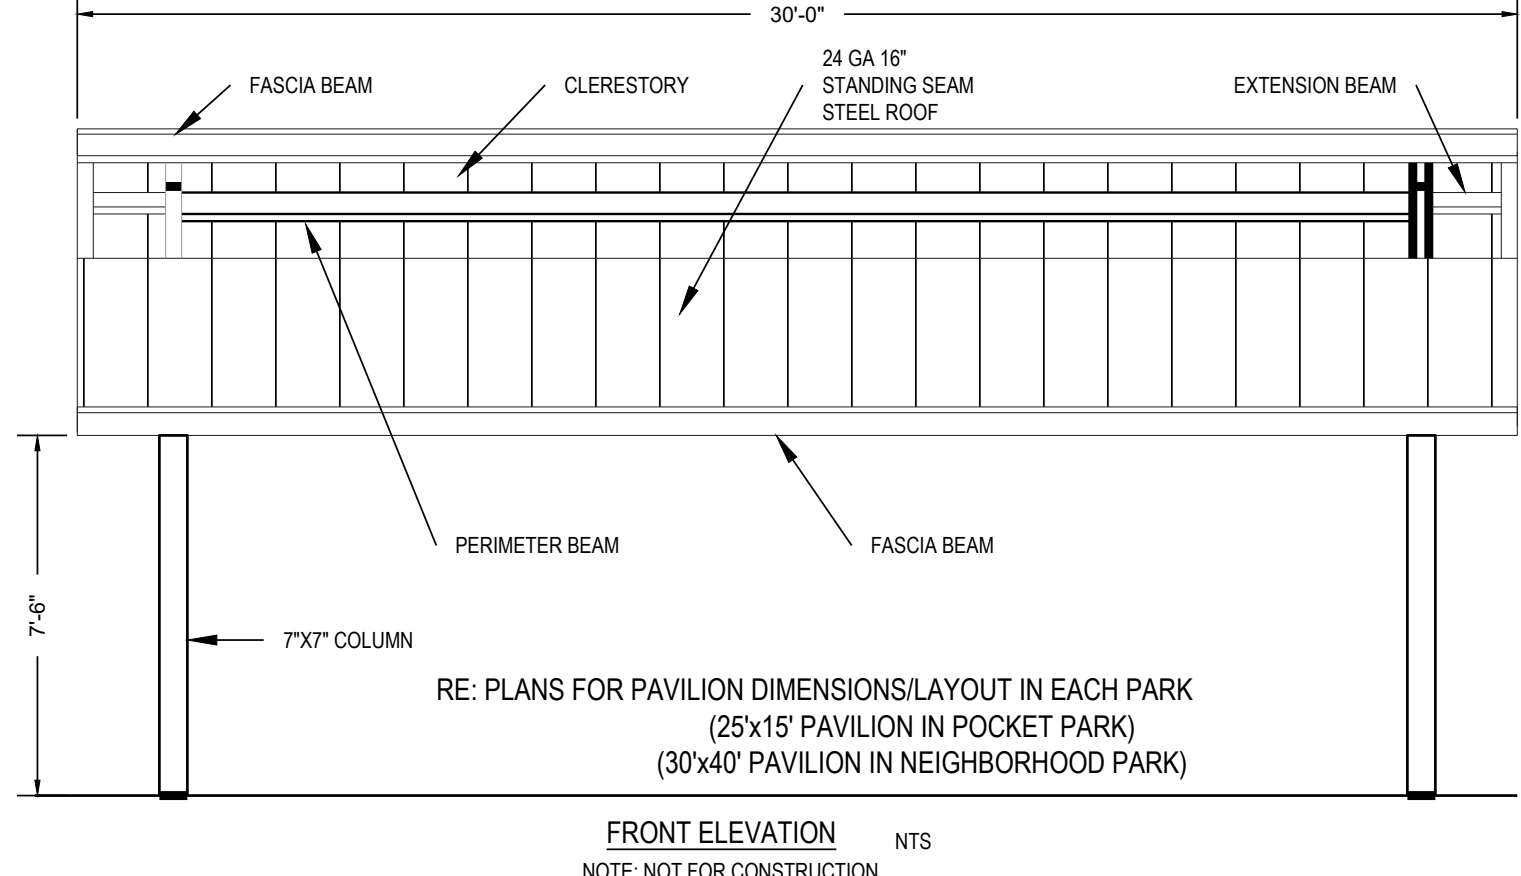 30'-0"
FASCIA BEAM
CLERESTORY
24 GA 16"
STANDING SEAM
STEEL ROOF
EXTENSION BEAM
PERIMETER BEAM
FASCIA BEAM
7'-6"
7"X7" COLUMN
RE: PLANS FOR PAVILION DIMENSIONS/LAYOUT IN EACH PARK
(25'x15' PAVILION IN POCKET PARK)
(30'x40' PAVILION IN NEIGHBORHOOD PARK)
FRONT ELEVATION NTS
NOTE: NOT FOR CONSTRUCTION